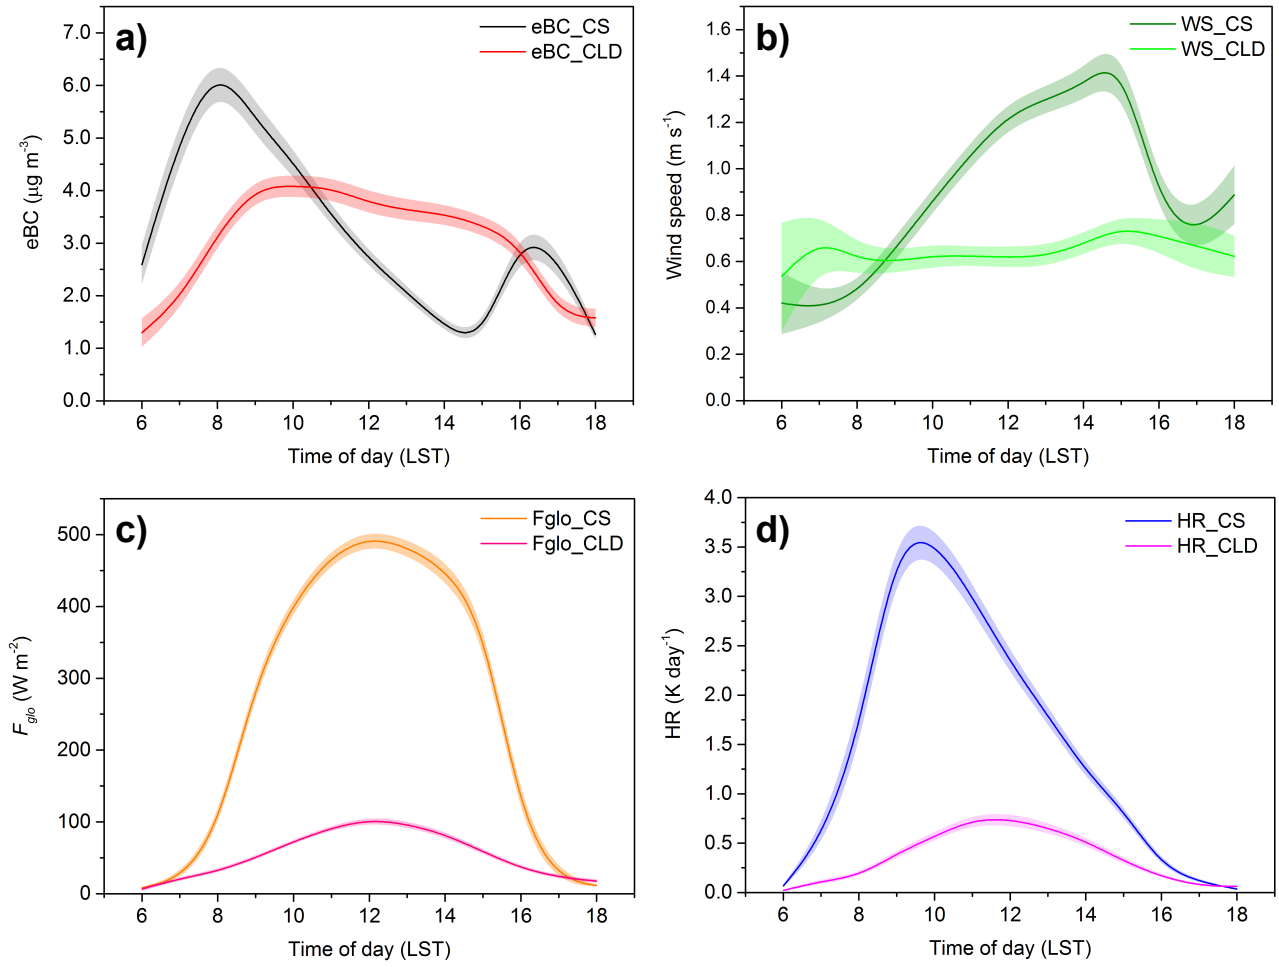 a)
eBC_CS
eBC_CLD
7.0
6.0
5.0
4.0
3.0
2.0
1.0
0.0
eBC (μg m-3)
6 8 10 12 14 16 18
Time of day (LST)
b)
WS_CS
WS_CLD
1.6
1.4
1.2
1.0
0.8
0.6
0.4
0.2
0.0
Wind speed (m s-1)
6 8 10 12 14 16 18
Time of day (LST)
c)
Fglo_CS
Fglo_CLD
500
400
300
200
100
0
Fglo (W m-2)
6 8 10 12 14 16 18
Time of day (LST)
d)
HR_CS
HR_CLD
4.0
3.5
3.0
2.5
2.0
1.5
1.0
0.5
0.0
HR (K day-1)
6 8 10 12 14 16 18
Time of day (LST)